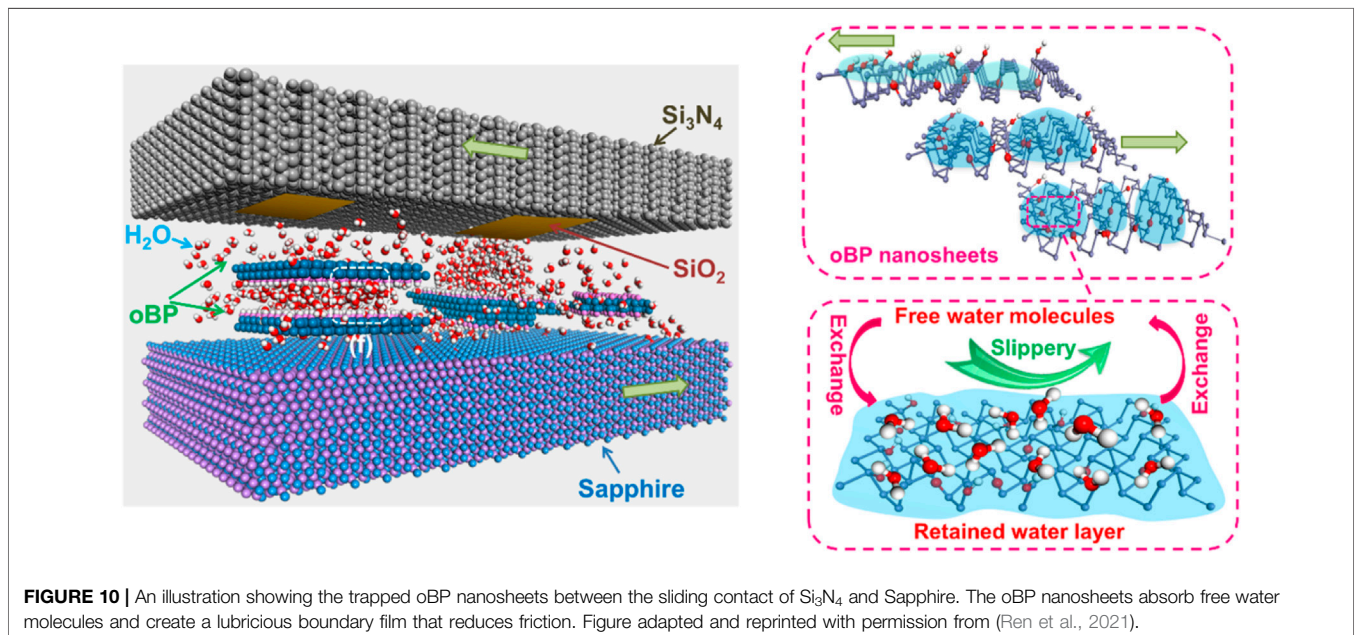 Si₃N₄
H₂O
SiO₂
oBP
(f)
Sapphire
oBP nanosheets
Free water molecules
Exchange
Slippery
Exchange
Retained water layer
FIGURE 10 | An illustration showing the trapped oBP nanosheets between the sliding contact of Si₃N₄ and Sapphire. The oBP nanosheets absorb free water
molecules and create a lubricious boundary film that reduces friction. Figure adapted and reprinted with permission from (Ren et al., 2021).